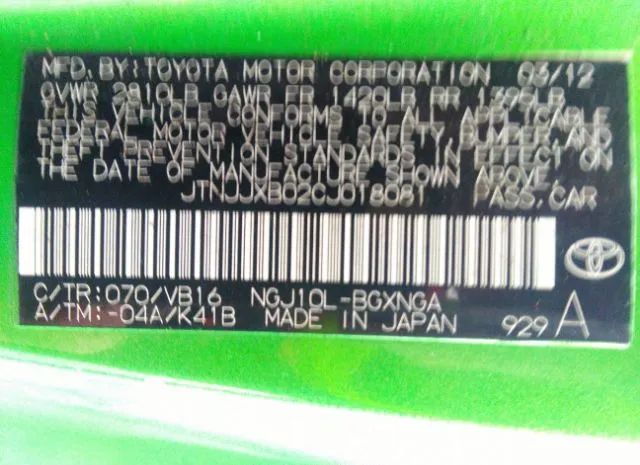 MFD. BY: TOYOTA MOTOR CORPORATION 03/12
GVWR 2810LB GAWR FR 1420LB RR 1395LB
THIS VEHICLE CONFORMS TO ALL APPLICABLE
FEDERAL MOTOR VEHICLE SAFETY, BUMPER AND
THEFT PREVENTION STANDARDS IN EFFECT ON
THE DATE OF MANUFACTURE SHOWN ABOVE.
JTNJJXB02CJ018081 PASS.CAR
C/TR:070/VB16 NGJ10L-BGXNGA
A/TM:-04A/K41B MADE IN JAPAN 929 A